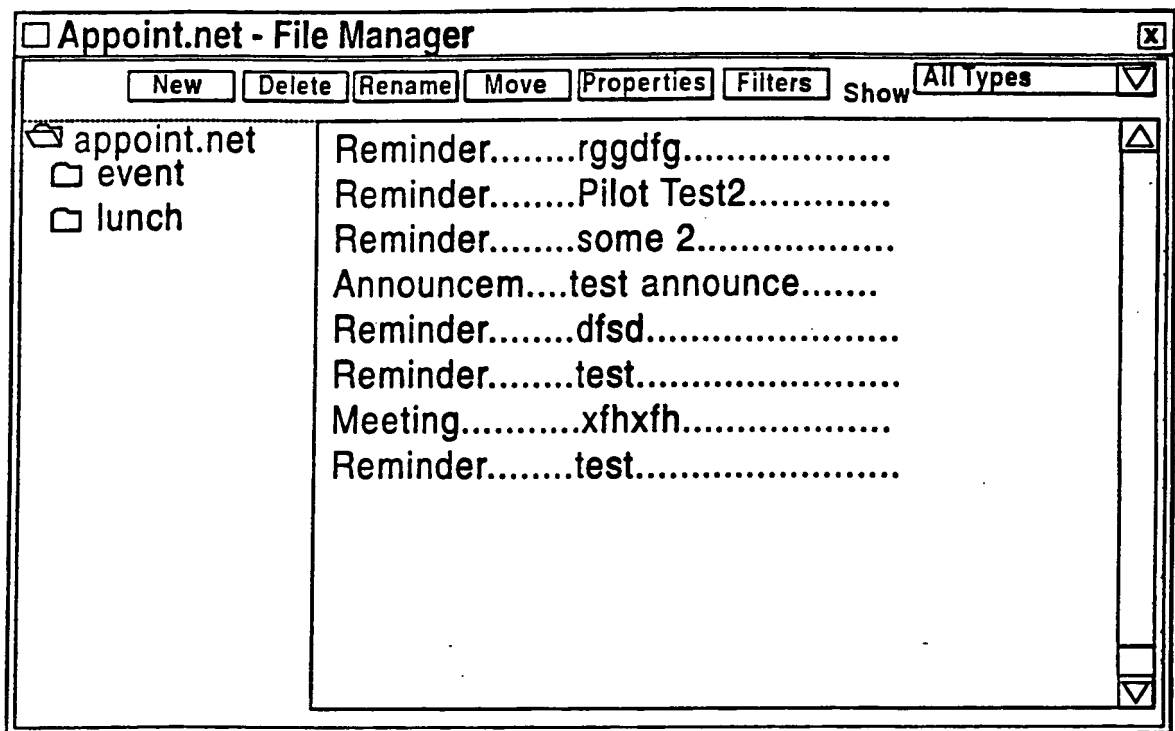 Appoint.net - File Manager X
New Delete Rename Move Properties Filters Show All Types
appoint.net
event
lunch
Reminder........rggdfg...................
Reminder........Pilot Test2.............
Reminder........some 2..................
Announcem....test announce.......
Reminder........dfsd.......................
Reminder........test........................
Meeting...........xfhxfh...................
Reminder........test........................